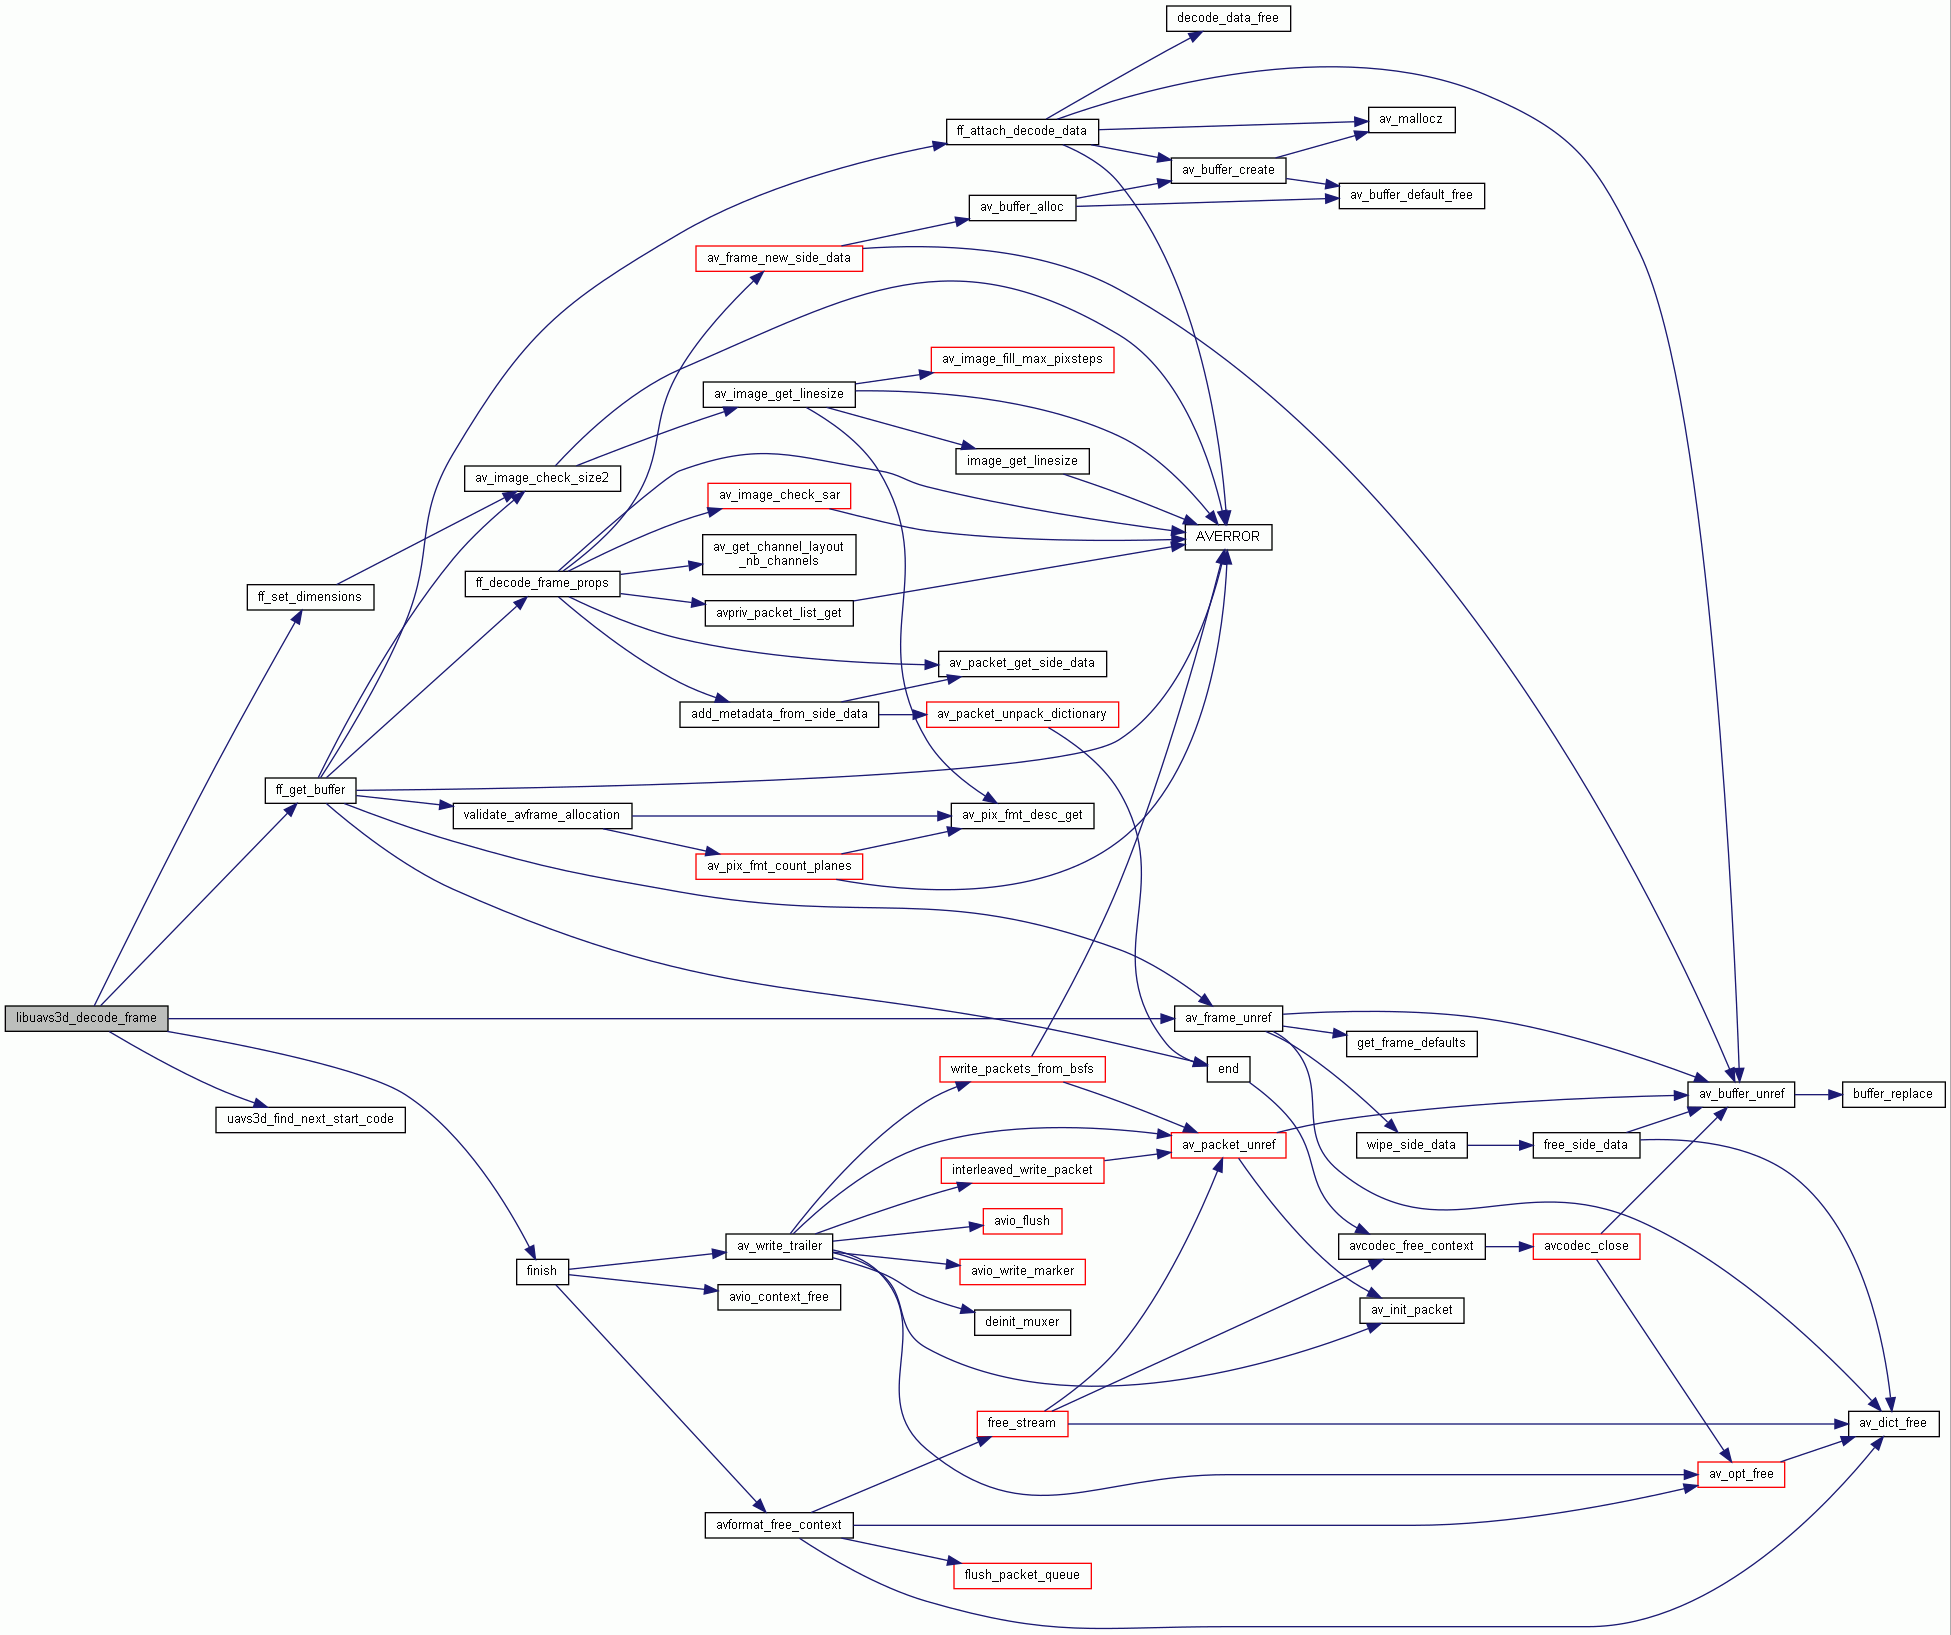 decode_data_free
ff_attach_decode_data
av_mallocz
av_buffer_create
av_buffer_default_free
av_buffer_alloc
av_frame_new_side_data
av_image_fill_max_pixsteps
av_image_get_linesize
image_get_linesize
av_image_check_size2
av_image_check_sar
AVERROR
av_get_channel_layout
_nb_channels
ff_decode_frame_props
ff_set_dimensions
avpriv_packet_list_get
av_packet_get_side_data
add_metadata_from_side_data
av_packet_unpack_dictionary
ff_get_buffer
validate_avframe_allocation
av_pix_fmt_desc_get
av_pix_fmt_count_planes
libuavs3d_decode_frame
av_frame_unref
get_frame_defaults
write_packets_from_bsfs
end
av_buffer_unref
buffer_replace
uavs3d_find_next_start_code
av_packet_unref
wipe_side_data
free_side_data
interleaved_write_packet
avio_flush
av_write_trailer
avcodec_free_context
avcodec_close
finish
avio_write_marker
avio_context_free
av_init_packet
deinit_muxer
free_stream
av_dict_free
av_opt_free
avformat_free_context
flush_packet_queue